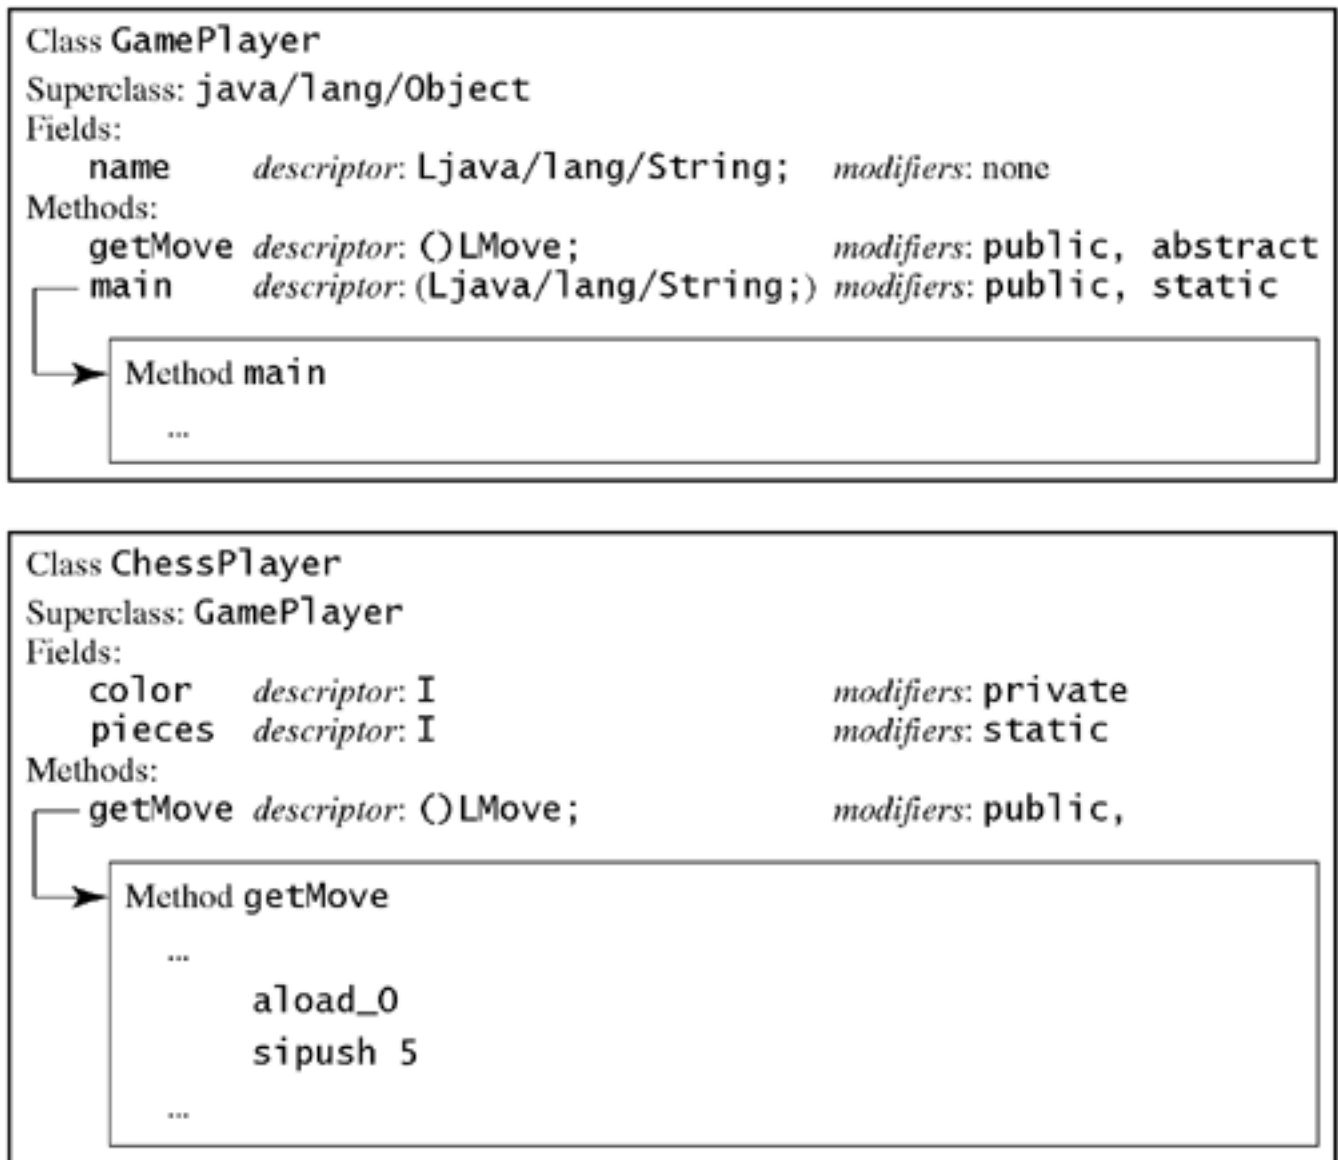 Class GamePlayer
Superclass: java/lang/Object
Fields:
name descriptor: Ljava/lang/String; modifiers: none
Methods:
getMove descriptor: ()LMove; modifiers: public, abstract
main descriptor: (Ljava/lang/String;) modifiers: public, static
Method main
...
Class ChessPlayer
Superclass: GamePlayer
Fields:
color descriptor: I modifiers: private
pieces descriptor: I modifiers: static
Methods:
getMove descriptor: ()LMove; modifiers: public,
Method getMove
...
aload_0
sipush 5
...